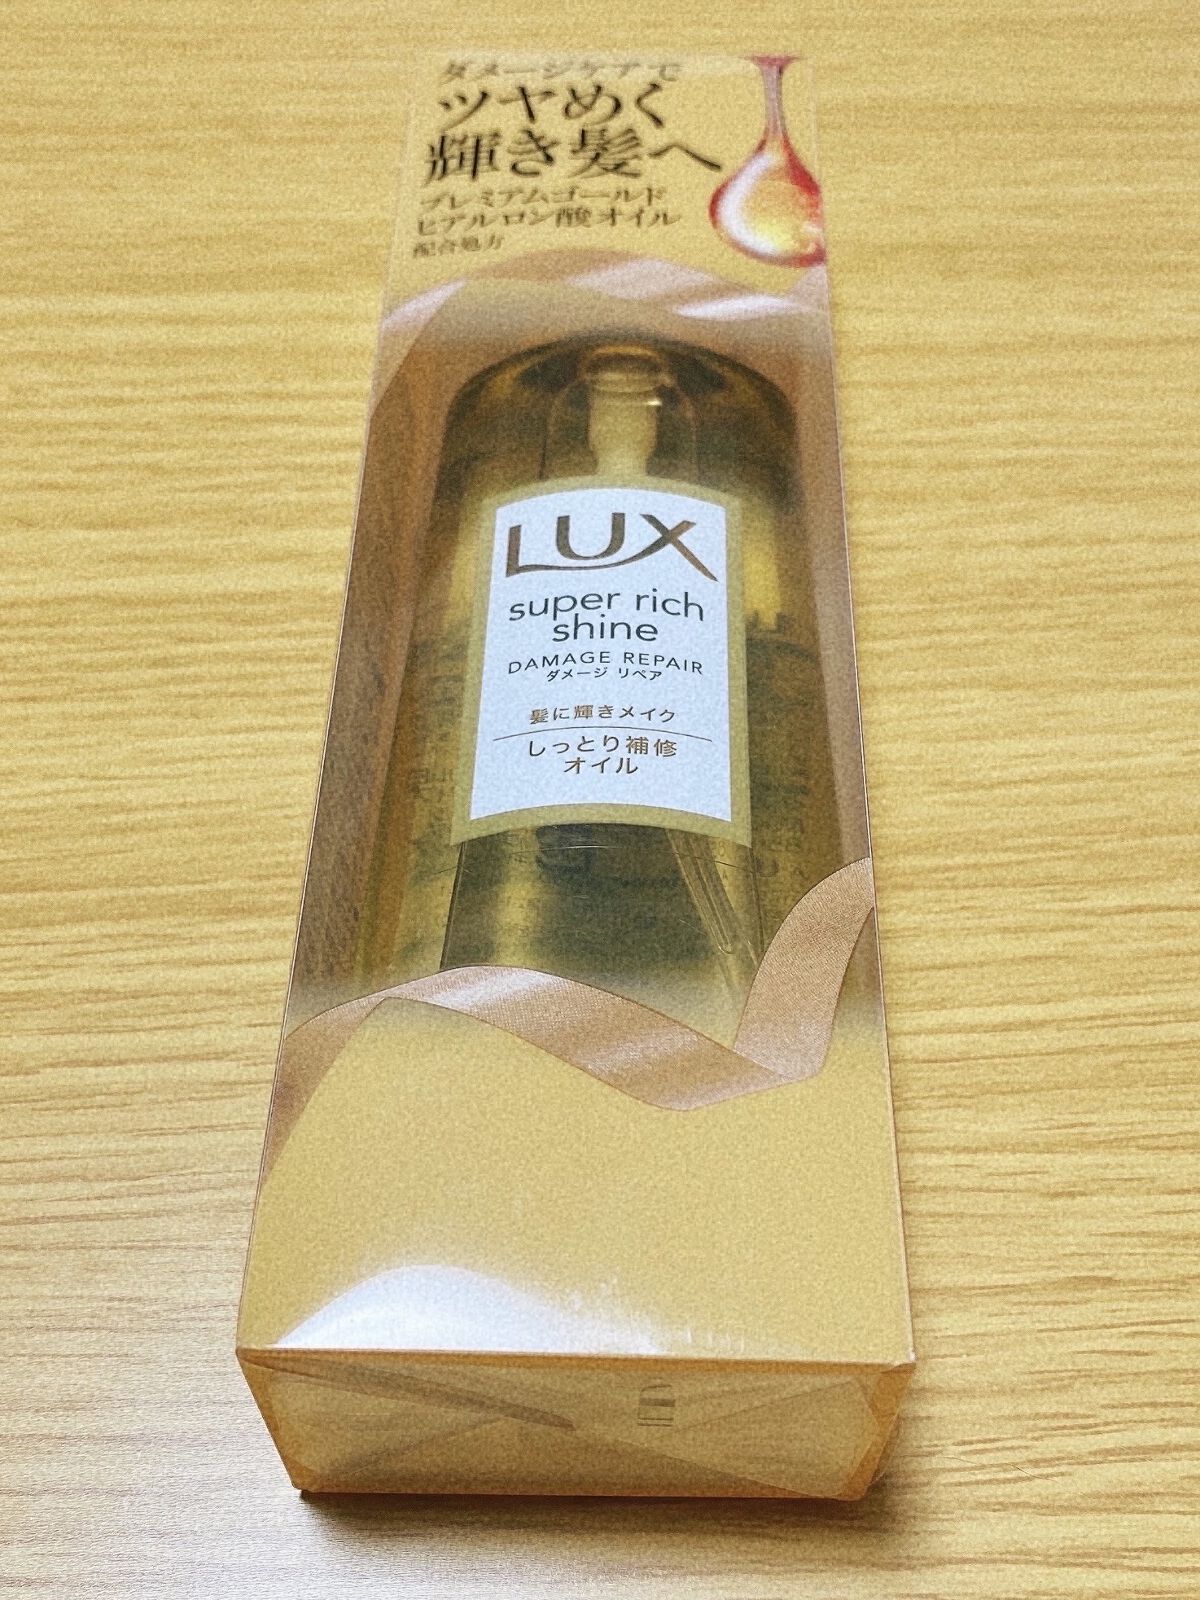 ダメージケアで
ツヤめく
輝き髪へ
プレミアムゴールド
ヒアルロン酸オイル
配合処方
LUX
super rich
shine
DAMAGE REPAIR
ダメージ リペア
髪に輝きメイク
しっとり補修
オイル